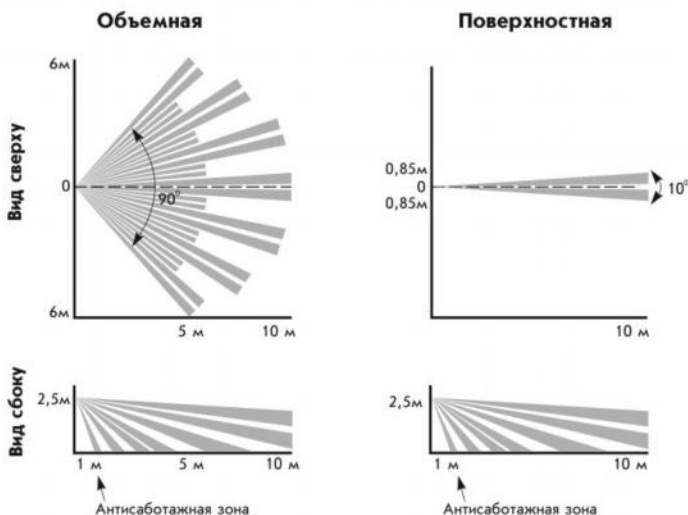 Объемная
Поверхностная
Вид сверху
6м
0
6м
90°
5 м
10 м
0,85м
0
0,85м
10°
10 м
Вид сбоку
2,5м
1 м
5 м
10 м
Антисаботажная зона
2,5м
1 м
10 м
Антисаботажная зона